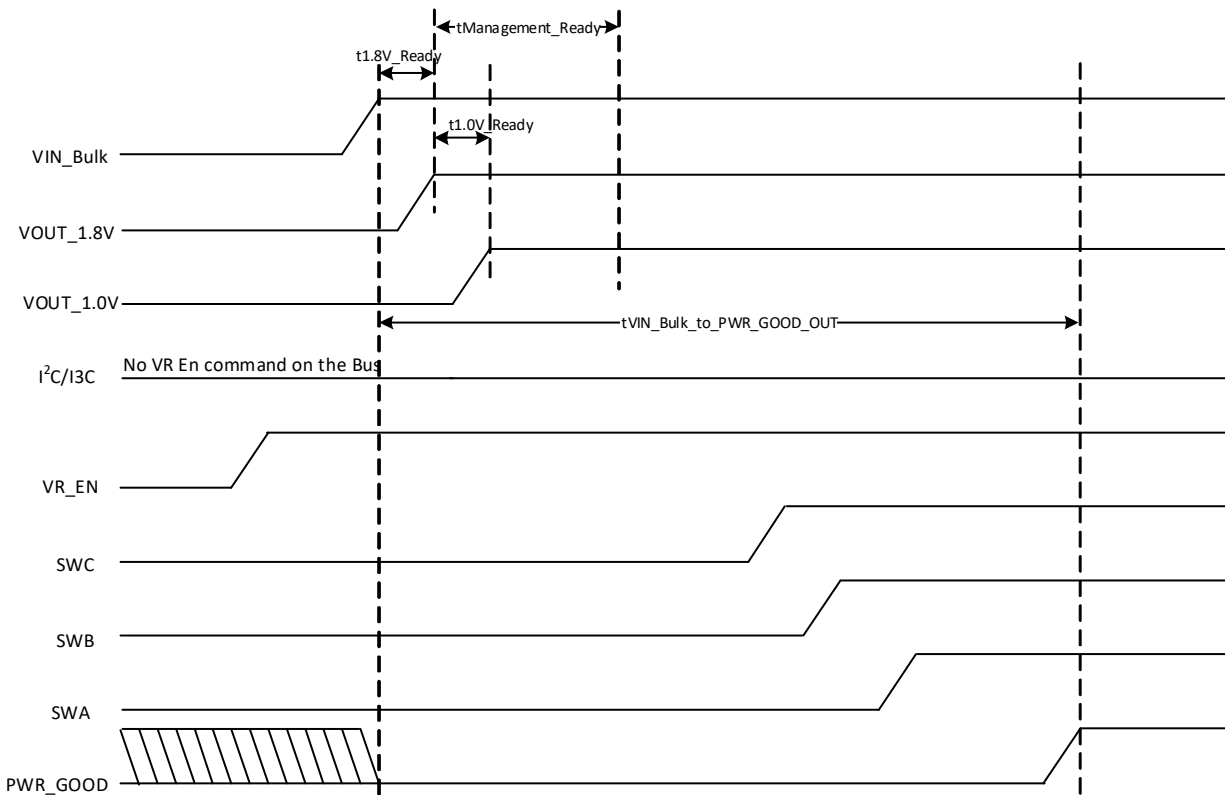 tManagement_Ready
t1.8V_Ready
t1.0V_Ready
VIN_Bulk
VOUT_1.8V
VOUT_1.0V
tVIN_Bulk_to_PWR_GOOD_OUT
No VR En command on the Bus
I²C/I3C
VR_EN
SWC
SWB
SWA
PWR_GOOD